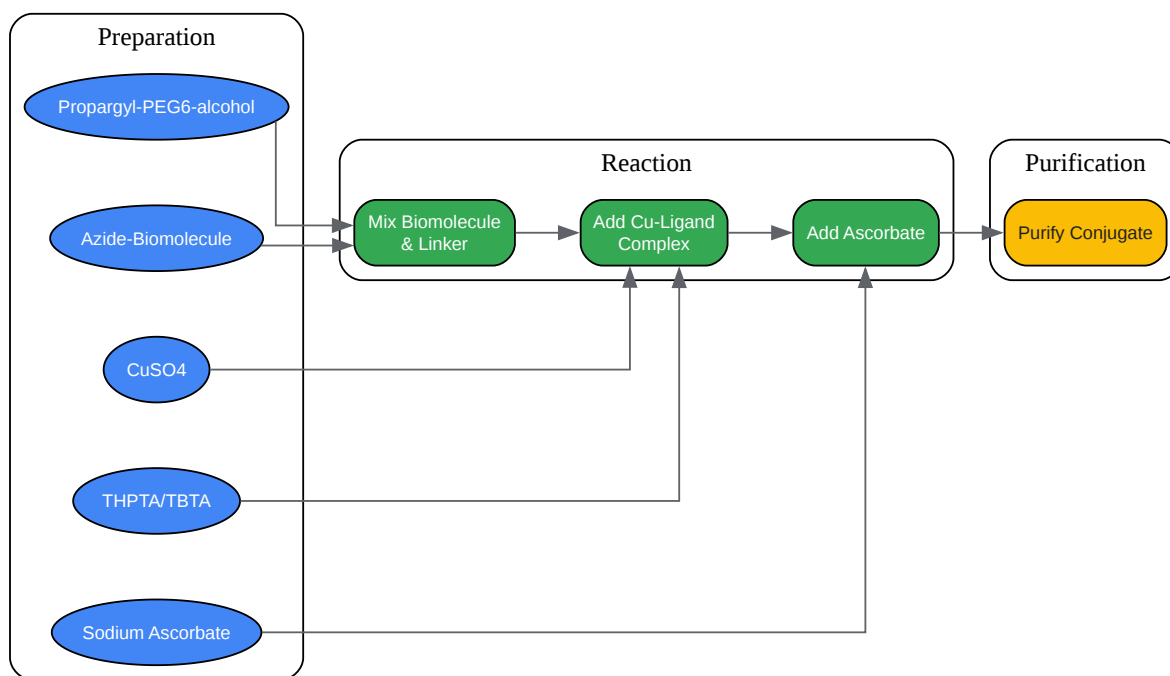 Preparation
Propargyl-PEG6-alcohol
Azide-Biomolecule
CuSO4
THPTA/TBTA
Sodium Ascorbate
Reaction
Mix Biomolecule
& Linker
Add Cu-Ligand
Complex
Add Ascorbate
Purification
Purify Conjugate